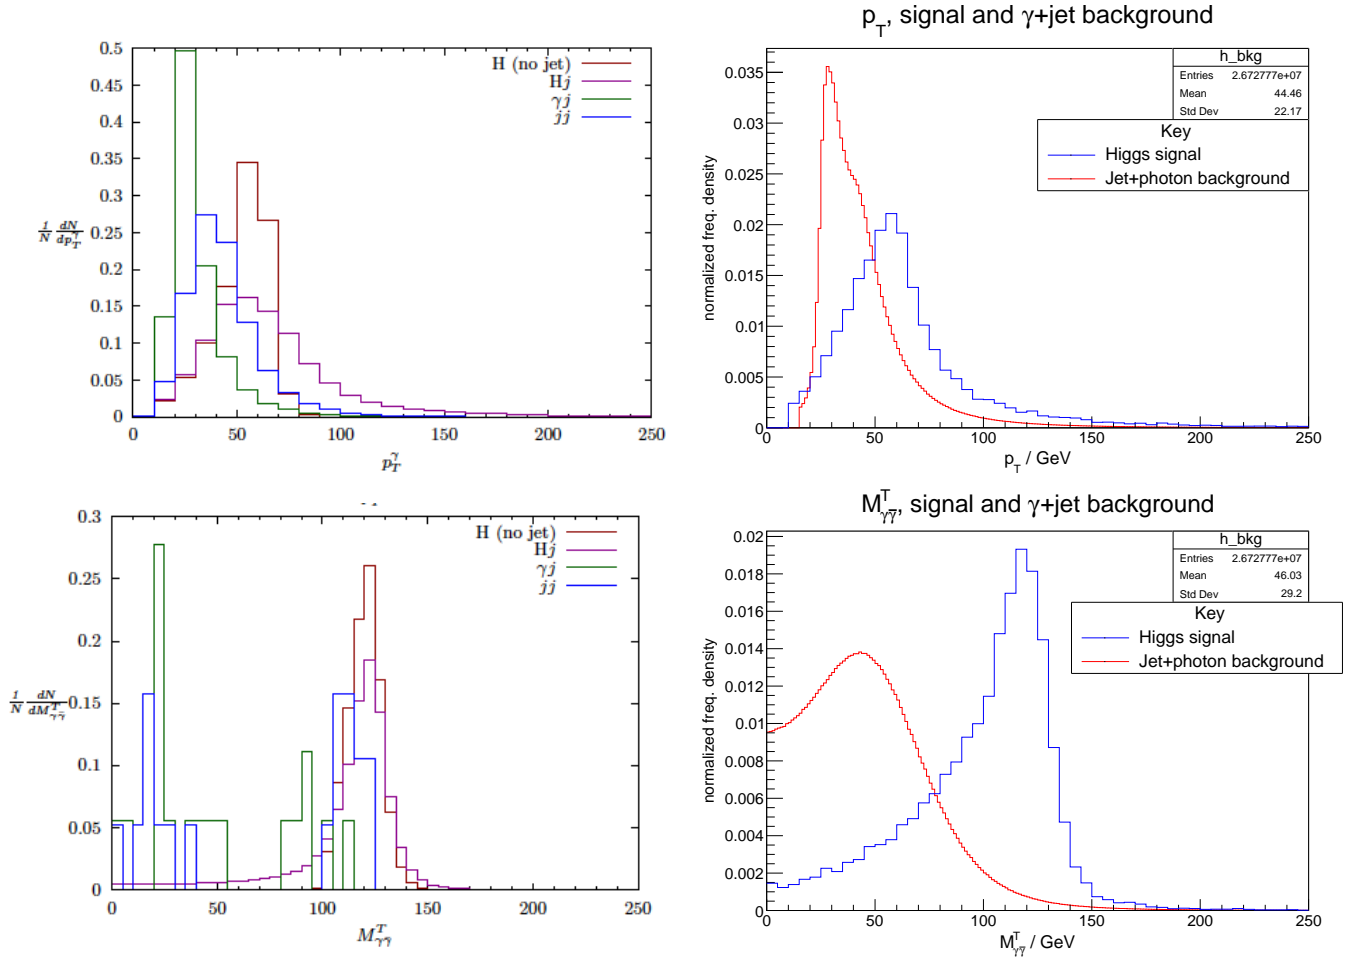 0.5
0.45
0.4
0.35
0.3
0.25
0.2
0.15
0.1
0.05
0
1/N dN/dp_T^γ
H (no jet)
Hj
γj
jj
0 50 100 150 200 250
p_T^γ
p_T, signal and γ+jet background
h_bkg
Entries 2.672777e+07
Mean 44.46
Std Dev 22.17
Key
Higgs signal
Jet+photon background
normalized freq. density
0.035
0.03
0.025
0.02
0.015
0.01
0.005
0
0 50 100 150 200 250
p_T / GeV
0.3
0.25
0.2
0.15
0.1
0.05
0
1/N dN/dM^T_γγ̄
H (no jet)
Hj
γj
jj
0 50 100 150 200 250
M^T_γγ̄
M^T_γγ̄, signal and γ+jet background
h_bkg
Entries 2.672777e+07
Mean 46.03
Std Dev 29.2
Key
Higgs signal
Jet+photon background
normalized freq. density
0.02
0.018
0.016
0.014
0.012
0.01
0.008
0.006
0.004
0.002
0
0 50 100 150 200 250
M^T_γγ̄ / GeV